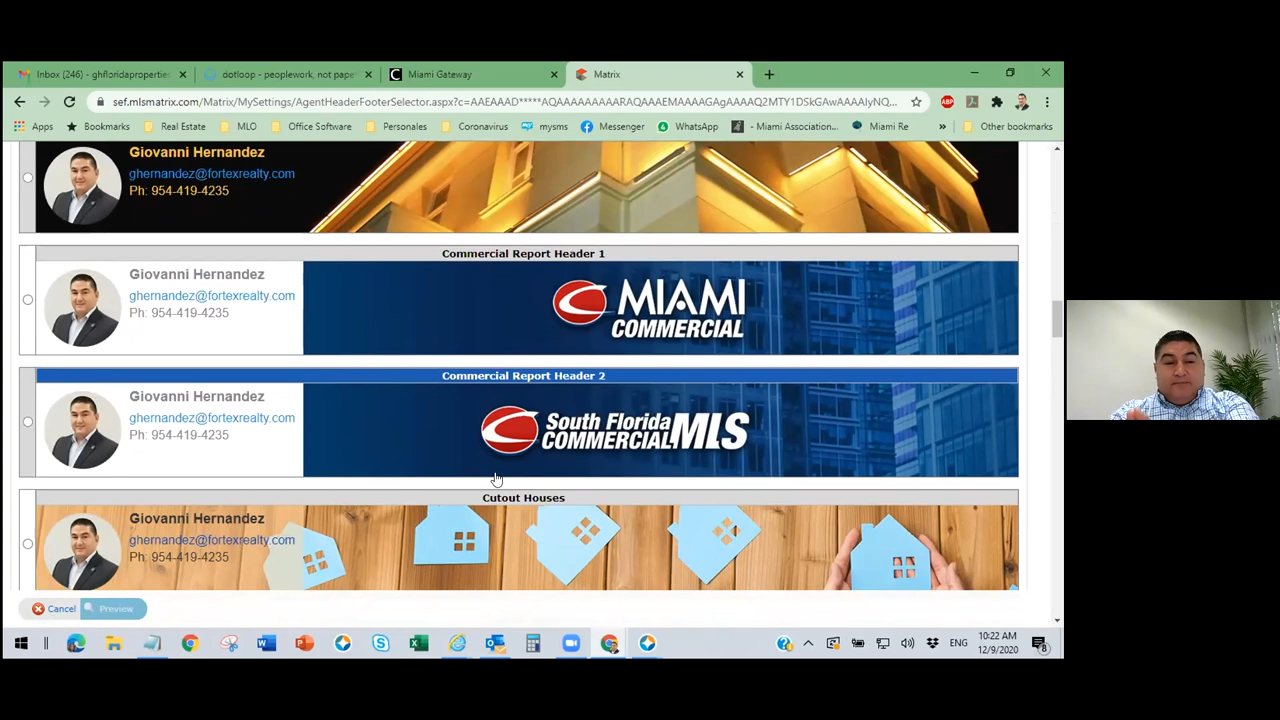 Inbox (246) - ghfloridapropertie
dotloop - peoplework, not pape
Miami Gateway
Matrix
sef.mlsmatrix.com/Matrix/MySettings/AgentHeaderFooterSelector.aspx?c=AAEAAAD*****AQAAAAAAAAARAQAAAEMAAAAGAgAAAAQ2MTY1DSkGAwAAAAIyNQ...
ABP
Apps
Bookmarks
Real Estate
MLO
Office Software
Personales
Coronavirus
mysms
Messenger
WhatsApp
- Miami Association...
Miami Re
»
Other bookmarks
Giovanni Hernandez
ghernandez@fortexrealty.com
Ph: 954-419-4235
Commercial Report Header 1
Giovanni Hernandez
ghernandez@fortexrealty.com
Ph: 954-419-4235
MIAMI
COMMERCIAL
Commercial Report Header 2
Giovanni Hernandez
ghernandez@fortexrealty.com
Ph: 954-419-4235
South Florida
COMMERCIAL MLS
Cutout Houses
Giovanni Hernandez
ghernandez@fortexrealty.com
Ph: 954-419-4235
Cancel
Preview
ENG
10:22 AM
12/9/2020
8